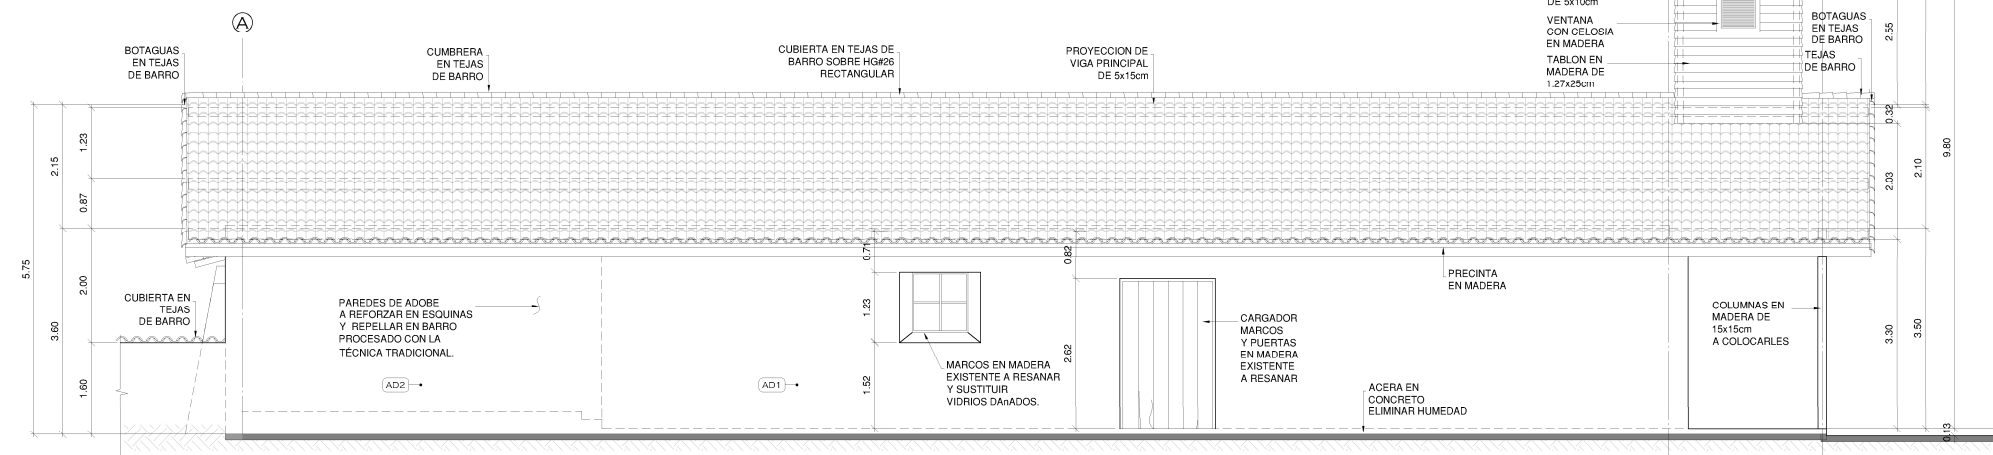 A
BOTAGUAS
EN TEJAS
DE BARRO
CUMBRERA
EN TEJAS
DE BARRO
CUBIERTA EN TEJAS DE
BARRO SOBRE HG#26
RECTANGULAR
PROYECCION DE
VIGA PRINCIPAL
DE 5x15cm
DE 5x10cm
VENTANA
CON CELOSIA
EN MADERA
TABLON EN
MADERA DE
1.27x25cm
BOTAGUAS
EN TEJAS
DE BARRO
TEJAS
DE BARRO
2.55
0.32
2.03
2.10
9.80
3.30
3.50
0.13
5.75
2.15
3.60
1.23
0.87
2.00
1.60
CUBIERTA EN
TEJAS
DE BARRO
PAREDES DE ADOBE
A REFORZAR EN ESQUINAS
Y REPELLAR EN BARRO
PROCESADO CON LA
TÉCNICA TRADICIONAL.
AD2
AD1
0.71
1.23
1.52
0.82
2.62
MARCOS EN MADERA
EXISTENTE A RESANAR
Y SUSTITUIR
VIDRIOS DAnADOS.
CARGADOR
MARCOS
Y PUERTAS
EN MADERA
EXISTENTE
A RESANAR
PRECINTA
EN MADERA
ACERA EN
CONCRETO
ELIMINAR HUMEDAD
COLUMNAS EN
MADERA DE
15x15cm
A COLOCARLES